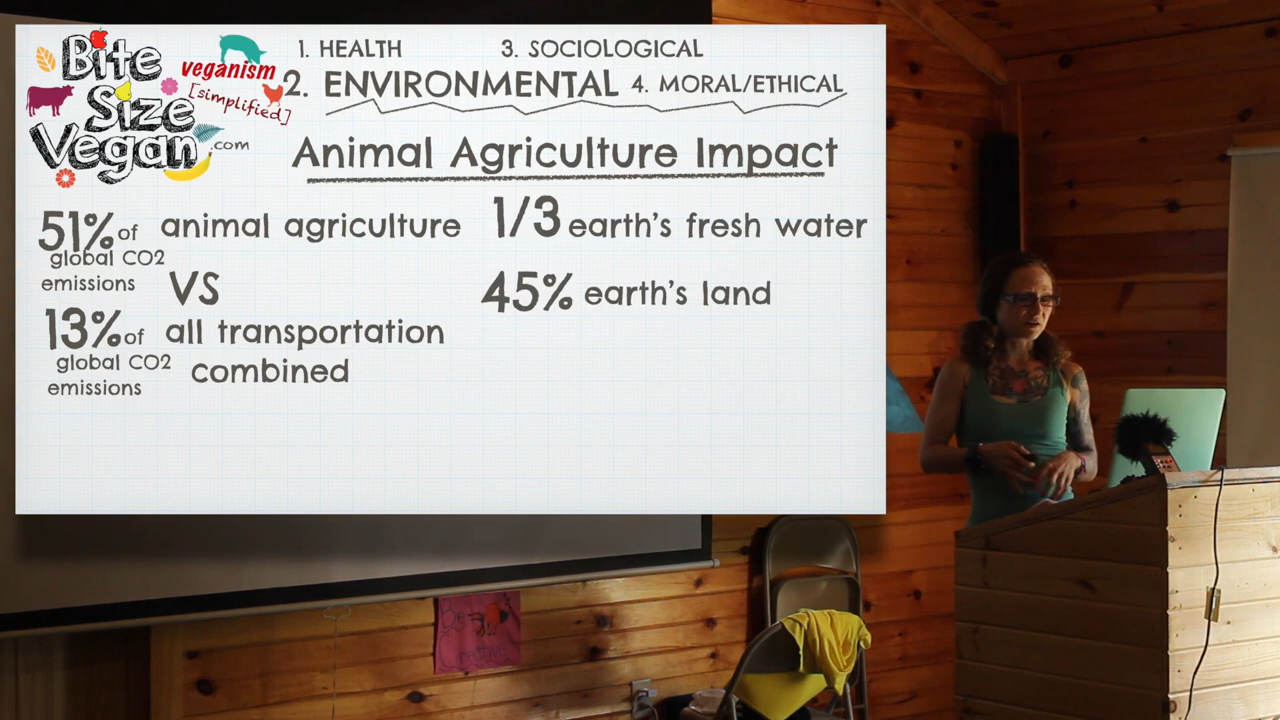 Bite
Size
Vegan
.com
veganism
[simplified]
1. HEALTH
3. SOCIOLOGICAL
2. ENVIRONMENTAL
4. MORAL/ETHICAL
Animal Agriculture Impact
51% of animal agriculture
global CO2
emissions
VS
13% of all transportation
global CO2 combined
emissions
1/3 earth's fresh water
45% earth's land
Be